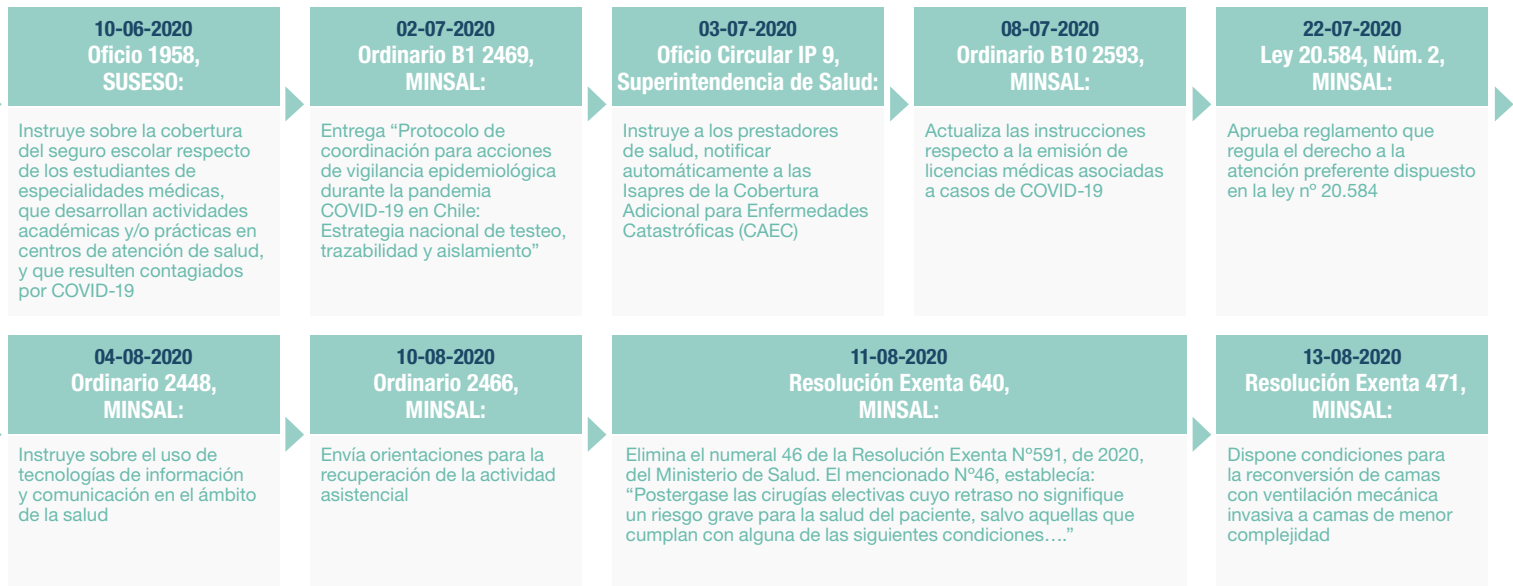 10-06-2020
Oficio 1958,
SUSESO:
Instruye sobre la cobertura
del seguro escolar respecto
de los estudiantes de
especialidades médicas,
que desarrollan actividades
académicas y/o prácticas en
centros de atención de salud,
y que resulten contagiados
por COVID-19
02-07-2020
Ordinario B1 2469,
MINSAL:
Entrega “Protocolo de
coordinación para acciones
de vigilancia epidemiológica
durante la pandemia
COVID-19 en Chile:
Estrategia nacional de testeo,
trazabilidad y aislamiento”
03-07-2020
Oficio Circular IP 9,
Superintendencia de Salud:
Instruye a los prestadores
de salud, notificar
automáticamente a las
Isapres de la Cobertura
Adicional para Enfermedades
Catastróficas (CAEC)
08-07-2020
Ordinario B10 2593,
MINSAL:
Actualiza las instrucciones
respecto a la emisión de
licencias médicas asociadas
a casos de COVID-19
22-07-2020
Ley 20.584, Núm. 2,
MINSAL:
Aprueba reglamento que
regula el derecho a la
atención preferente dispuesto
en la ley nº 20.584
04-08-2020
Ordinario 2448,
MINSAL:
Instruye sobre el uso de
tecnologías de información
y comunicación en el ámbito
de la salud
10-08-2020
Ordinario 2466,
MINSAL:
Envía orientaciones para la
recuperación de la actividad
asistencial
11-08-2020
Resolución Exenta 640,
MINSAL:
Elimina el numeral 46 de la Resolución Exenta Nº591, de 2020,
del Ministerio de Salud. El mencionado Nº46, establecía:
“Postergase las cirugías electivas cuyo retraso no signifique
un riesgo grave para la salud del paciente, salvo aquellas que
cumplan con alguna de las siguientes condiciones….”
13-08-2020
Resolución Exenta 471,
MINSAL:
Dispone condiciones para
la reconversión de camas
con ventilación mecánica
invasiva a camas de menor
complejidad